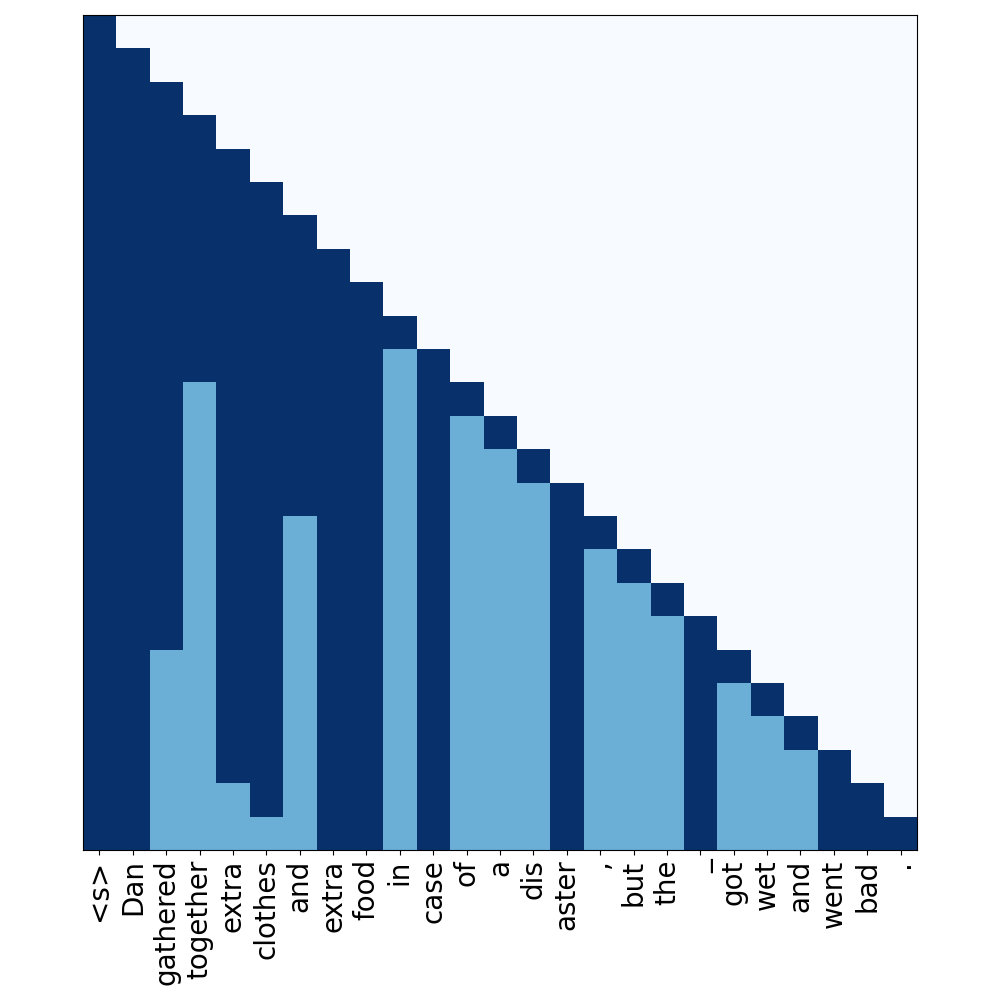 <s> Dan gathered together extra clothes and extra food in case of a dis aster , but the _ got wet and went bad .